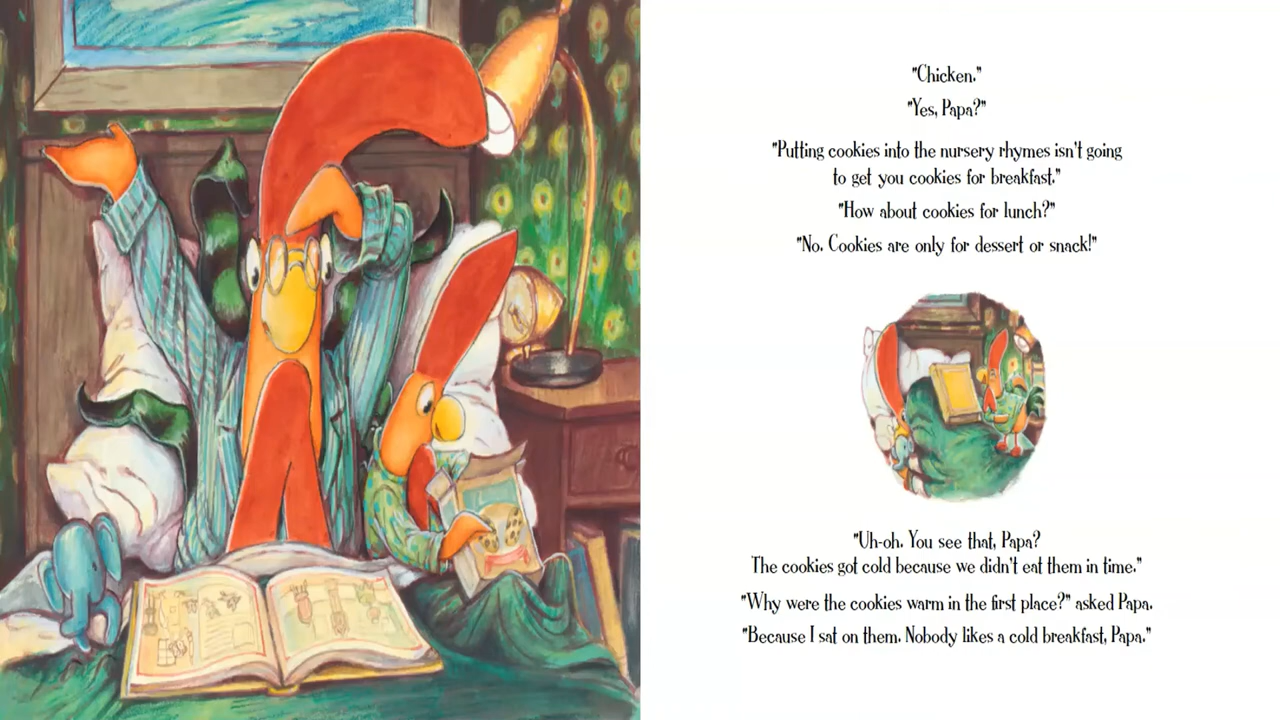 "Chicken."
"Yes, Papa?"
"Putting cookies into the nursery rhymes isn't going
to get you cookies for breakfast."
"How about cookies for lunch?"
"No. Cookies are only for dessert or snack!"
"Uh-oh. You see that, Papa?
The cookies got cold because we didn't eat them in time."
"Why were the cookies warm in the first place?" asked Papa.
"Because I sat on them. Nobody likes a cold breakfast, Papa."